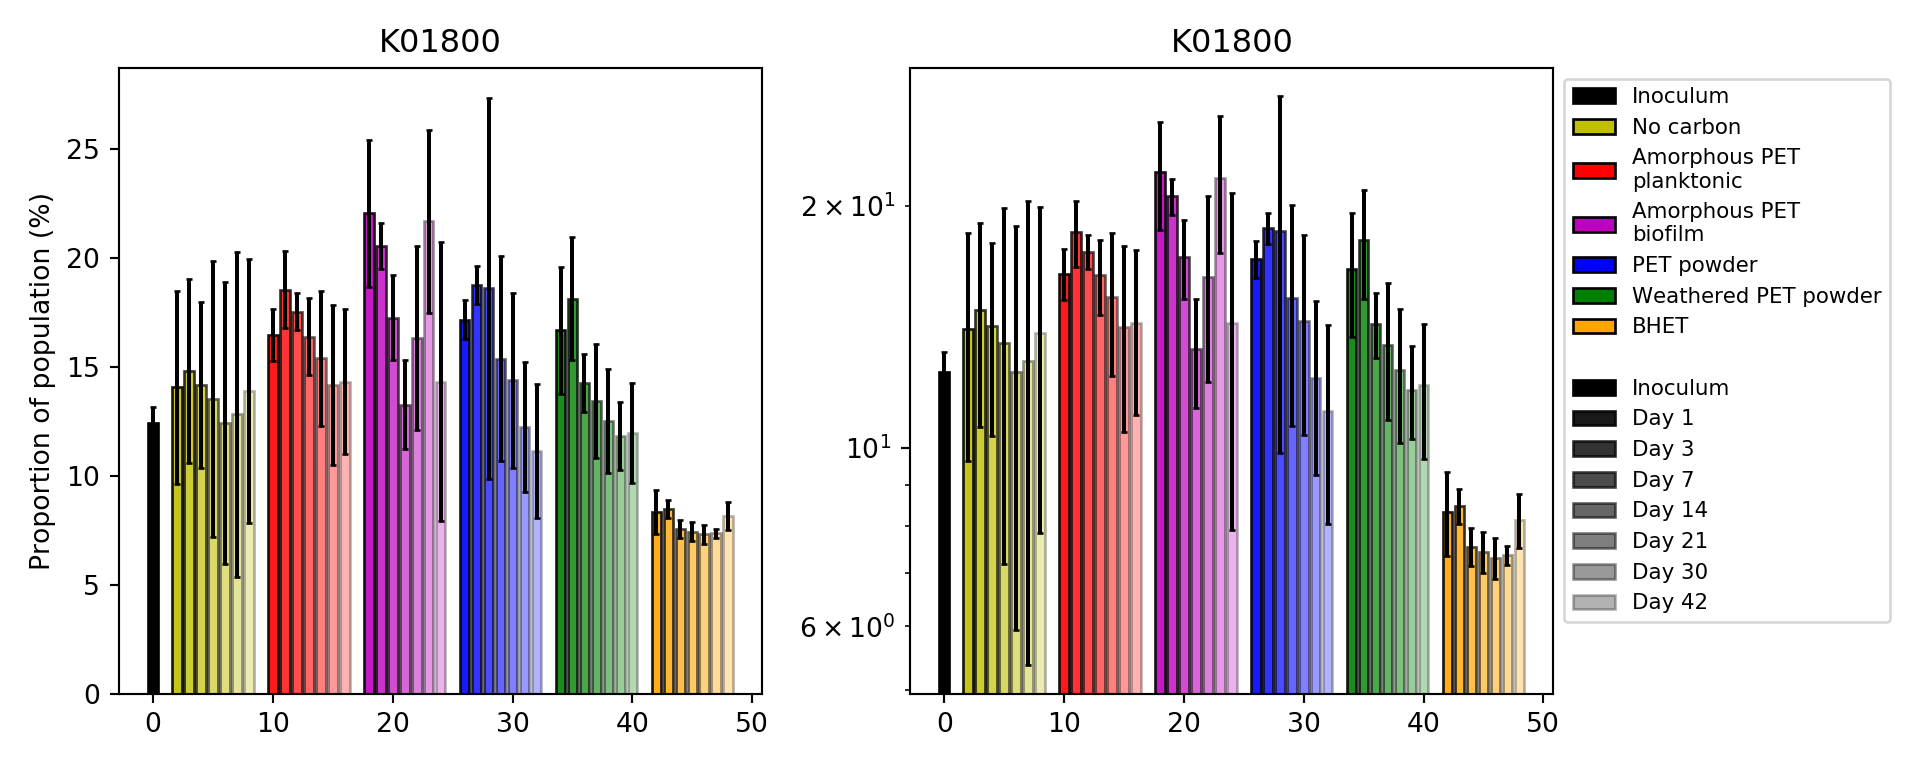 K01800
Proportion of population (%)
25
20
15
10
5
0
0 10 20 30 40 50
K01800
2 × 10¹
10¹
6 × 10⁰
0 10 20 30 40 50
Inoculum
No carbon
Amorphous PET
planktonic
Amorphous PET
biofilm
PET powder
Weathered PET powder
BHET
Inoculum
Day 1
Day 3
Day 7
Day 14
Day 21
Day 30
Day 42